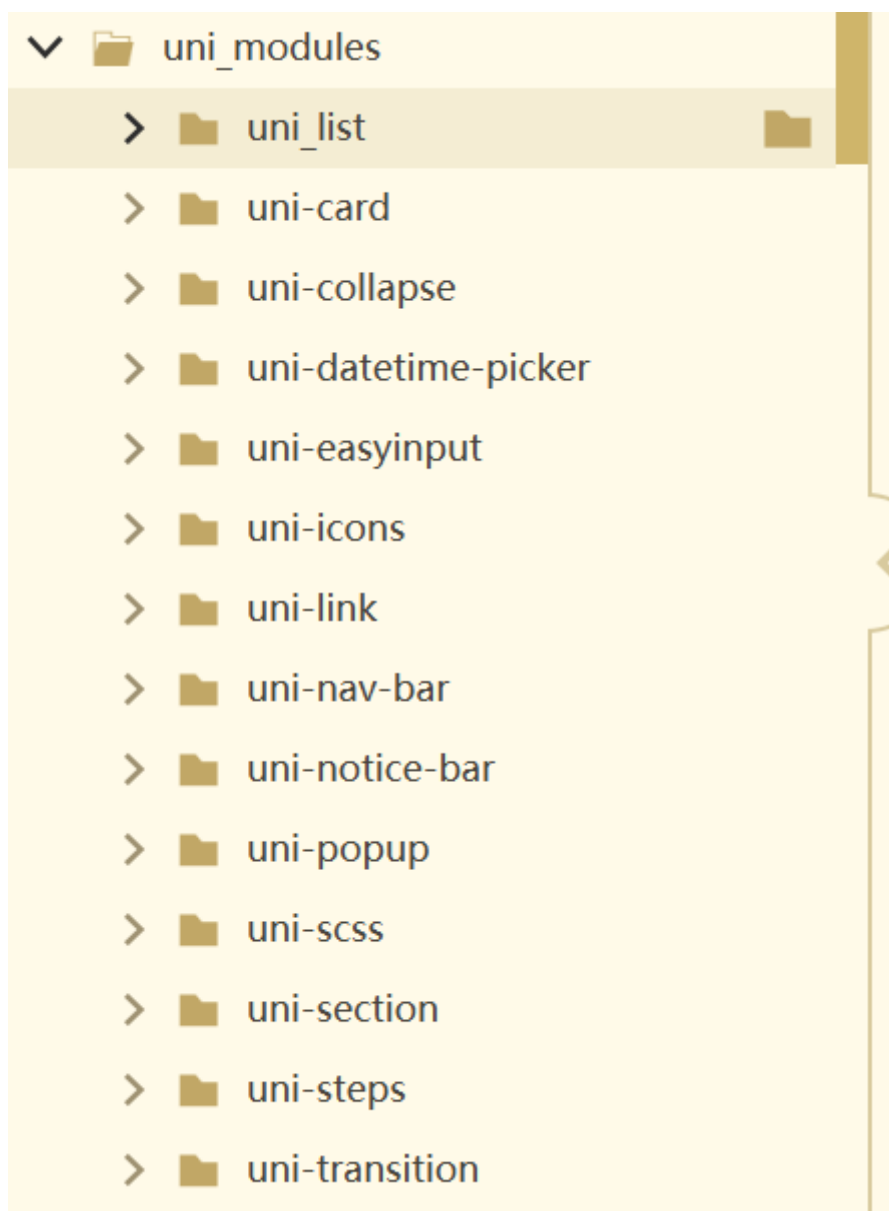 uni_modules
uni_list
uni-card
uni-collapse
uni-datetime-picker
uni-easyinput
uni-icons
uni-link
uni-nav-bar
uni-notice-bar
uni-popup
uni-scss
uni-section
uni-steps
uni-transition